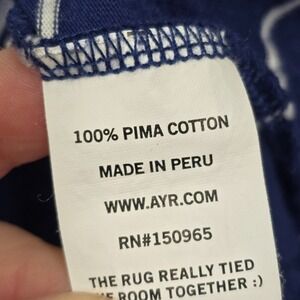 100% PIMA COTTON
MADE IN PERU
WWW.AYR.COM
RN#150965
THE RUG REALLY TIED
ROOM TOGETHER :)